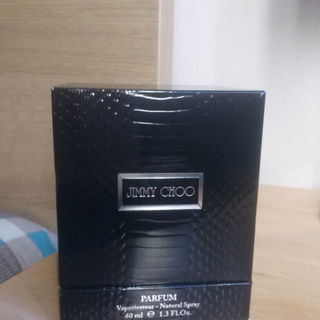 JIMMY CHOO
PARFUM
Vaporisateur - Natural Spray
40 ml ℮ 1.3 Fl.Oz.